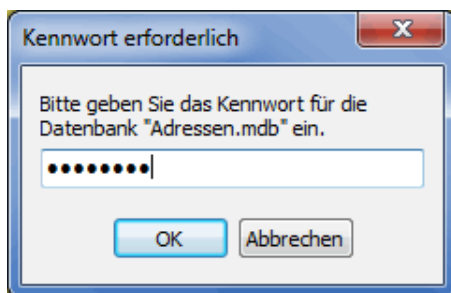 Kennwort erforderlich
Bitte geben Sie das Kennwort für die
Datenbank "Adressen.mdb" ein.
••••••••
OK Abbrechen